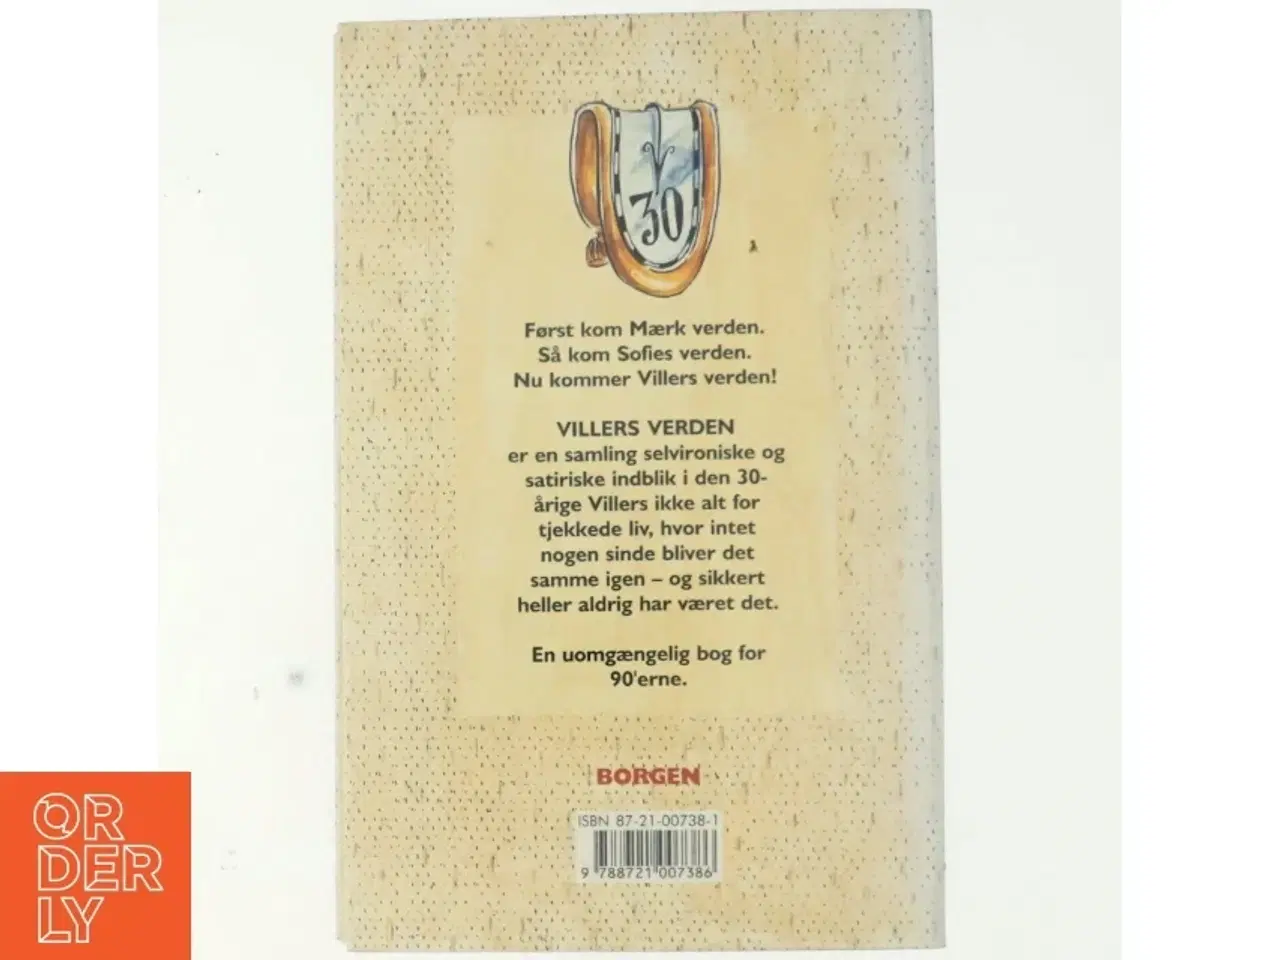 30
Først kom Mærk verden.
Så kom Sofies verden.
Nu kommer Villers verden!
VILLERS VERDEN
er en samling selvironiske og
satiriske indblik i den 30-
årige Villers ikke alt for
tjekkede liv, hvor intet
nogen sinde bliver det
samme igen – og sikkert
heller aldrig har været det.
En uomgængelig bog for
90'erne.
BORGEN
ISBN 87-21-00738-1
9 788721 007386
OR
DER
LY